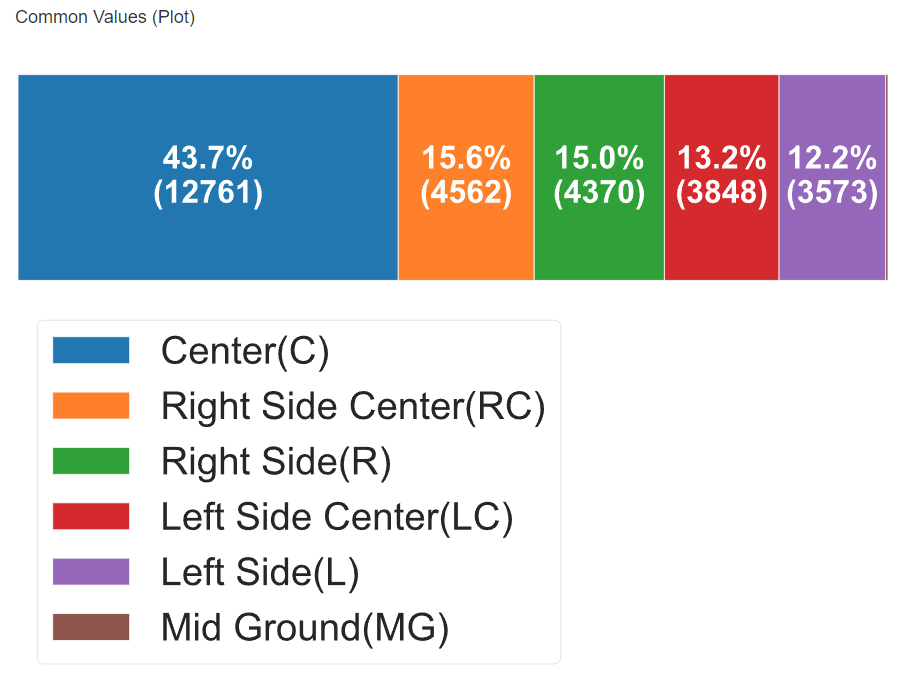 Common Values (Plot)
43.7% 15.6% 15.0% 13.2% 12.2%
(12761) (4562) (4370) (3848) (3573)
Center(C)
Right Side Center(RC)
Right Side(R)
Left Side Center(LC)
Left Side(L)
Mid Ground(MG)